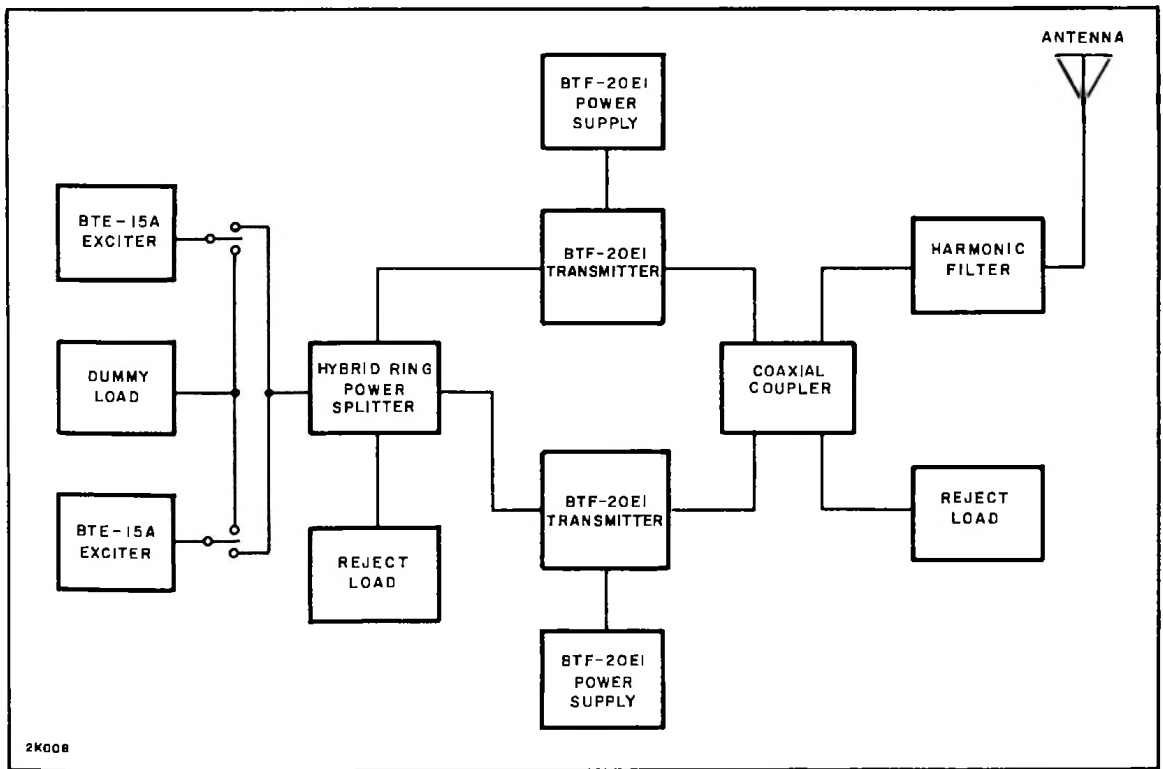 ANTENNA
BTF-20E1
POWER
SUPPLY
BTE-15A
EXCITER
BTF-20E1
TRANSMITTER
HARMONIC
FILTER
DUMMY
LOAD
HYBRID RING
POWER
SPLITTER
COAXIAL
COUPLER
BTE-15A
EXCITER
REJECT
LOAD
BTF-20E1
TRANSMITTER
REJECT
LOAD
BTF-20E1
POWER
SUPPLY
2K008